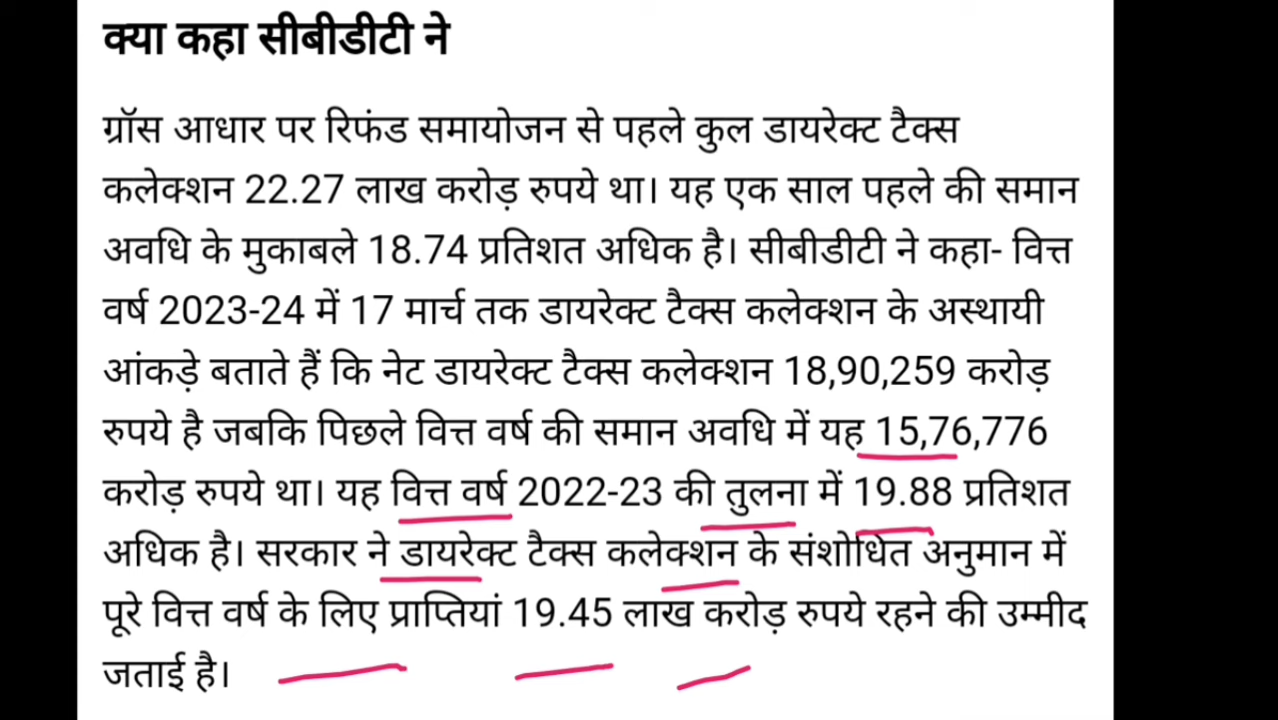 क्या कहा सीबीडीटी ने
ग्रॉस आधार पर रिफंड समायोजन से पहले कुल डायरेक्ट टैक्स
कलेक्शन 22.27 लाख करोड़ रुपये था। यह एक साल पहले की समान
अवधि के मुकाबले 18.74 प्रतिशत अधिक है। सीबीडीटी ने कहा- वित्त
वर्ष 2023-24 में 17 मार्च तक डायरेक्ट टैक्स कलेक्शन के अस्थायी
आंकड़े बताते हैं कि नेट डायरेक्ट टैक्स कलेक्शन 18,90,259 करोड़
रुपये है जबकि पिछले वित्त वर्ष की समान अवधि में यह 15,76,776
करोड़ रुपये था। यह वित्त वर्ष 2022-23 की तुलना में 19.88 प्रतिशत
अधिक है। सरकार ने डायरेक्ट टैक्स कलेक्शन के संशोधित अनुमान में
पूरे वित्त वर्ष के लिए प्राप्तियां 19.45 लाख करोड़ रुपये रहने की उम्मीद
जताई है।